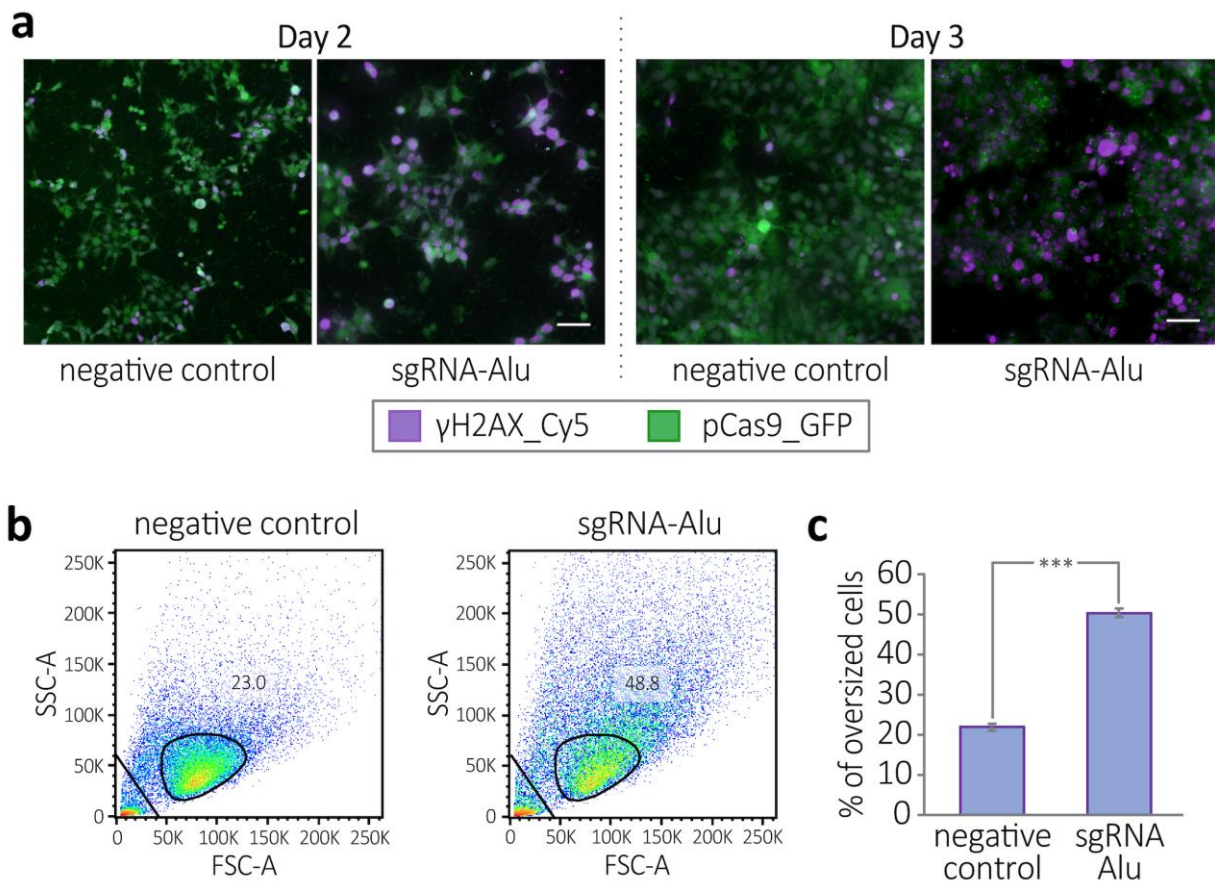 a
Day 2
Day 3
negative control
sgRNA-Alu
negative control
sgRNA-Alu
γH2AX_Cy5
pCas9_GFP
b
negative control
sgRNA-Alu
250K
200K
150K
100K
50K
0
SSC-A
23.0
0 50K 100K 150K 200K 250K
FSC-A
250K
200K
150K
100K
50K
0
SSC-A
48.8
0 50K 100K 150K 200K 250K
FSC-A
c
% of oversized cells
60
50
40
30
20
10
0
***
negative
control
sgRNA
Alu